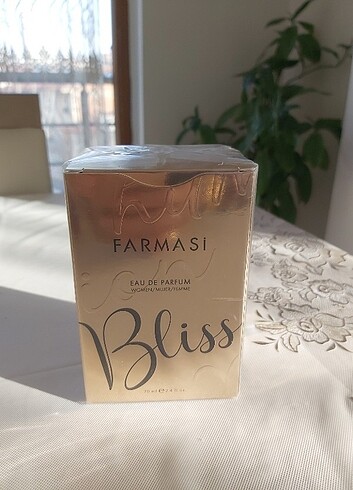 FARMASİ
EAU DE PARFUM
WOMEN/MUJER/FEMME
Bliss